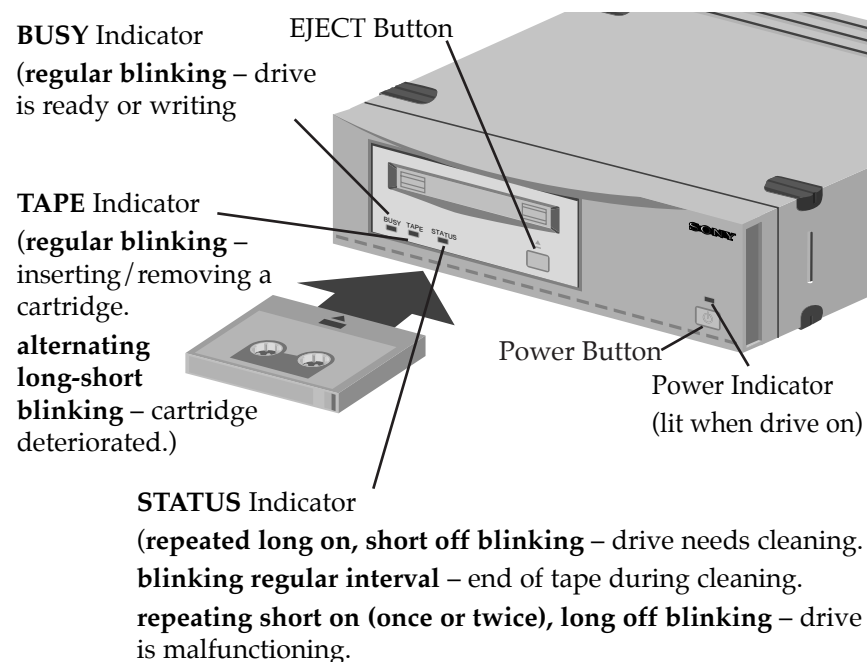 BUSY Indicator
(regular blinking – drive
is ready or writing
EJECT Button
TAPE Indicator
(regular blinking –
inserting/removing a
cartridge.
alternating
long-short
blinking – cartridge
deteriorated.)
BUSY TAPE STATUS
SONY
Power Button
Power Indicator
(lit when drive on)
STATUS Indicator
(repeated long on, short off blinking – drive needs cleaning.
blinking regular interval – end of tape during cleaning.
repeating short on (once or twice), long off blinking – drive
is malfunctioning.